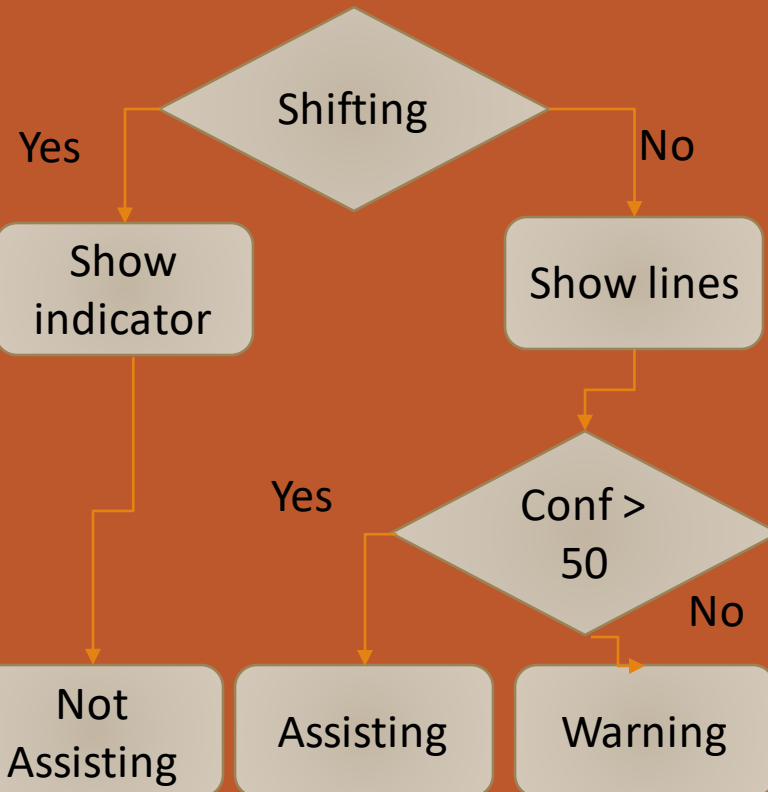 Shifting
Yes
No
Show
indicator
Show lines
Yes
Conf >
50
No
Not
Assisting
Assisting
Warning